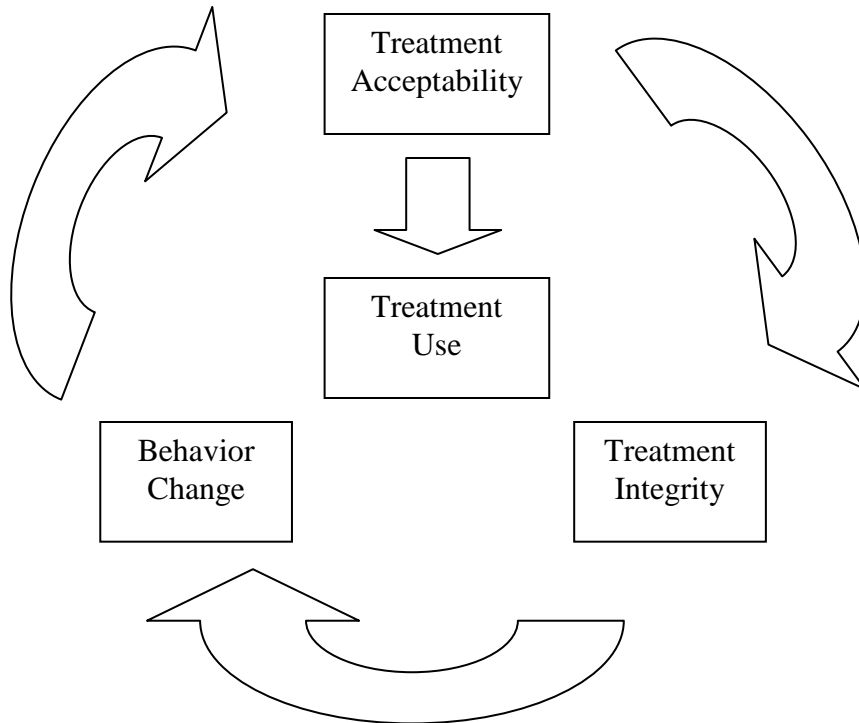 Treatment
Acceptability
Treatment
Use
Behavior
Change
Treatment
Integrity